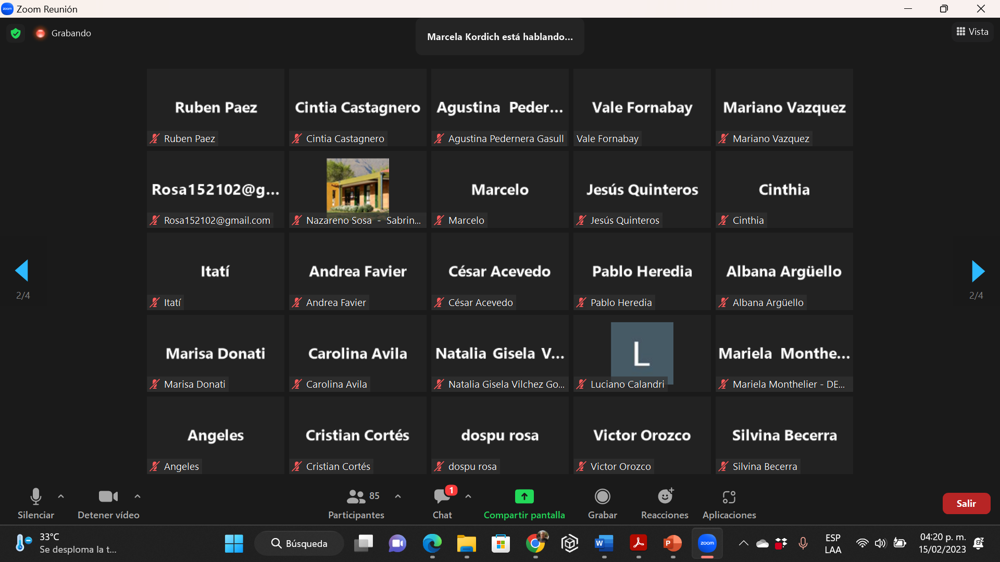 zoom Zoom Reunión
Grabando
Marcela Kordich está hablando...
Vista
Ruben Paez
Cintia Castagnero
Agustina Peder...
Vale Fornabay
Mariano Vazquez
Ruben Paez
Cintia Castagnero
Agustina Pedernera Gasull
Vale Fornabay
Mariano Vazquez
Rosa152102@g...
Marcelo
Jesús Quinteros
Cinthia
Rosa152102@gmail.com
Nazareno Sosa - Sabrin...
Marcelo
Jesús Quinteros
Cinthia
Itatí
Andrea Favier
César Acevedo
Pablo Heredia
Albana Argüello
2/4
2/4
Itatí
Andrea Favier
César Acevedo
Pablo Heredia
Albana Argüello
Marisa Donati
Carolina Avila
Natalia Gisela V...
L
Mariela Monthe...
Marisa Donati
Carolina Avila
Natalia Gisela Vilchez Go...
Luciano Calandri
Mariela Monthelier - DE...
Angeles
Cristian Cortés
dospu rosa
Victor Orozco
Silvina Becerra
Angeles
Cristian Cortés
dospu rosa
Victor Orozco
Silvina Becerra
85
1
Silenciar
Detener vídeo
Participantes
Chat
Compartir pantalla
Grabar
Reacciones
Aplicaciones
Salir
33°C
Se desploma la t...
Búsqueda
W
P
zoom
ESP
LAA
04:20 p. m.
15/02/2023